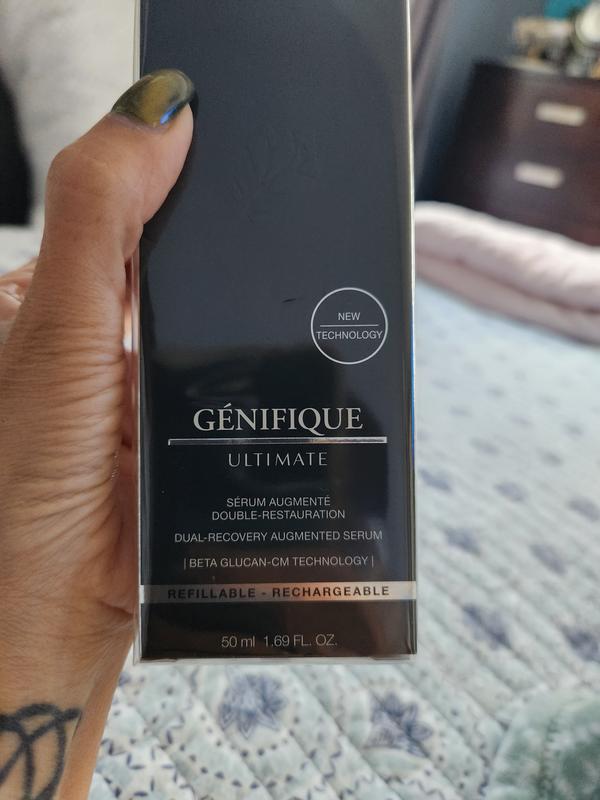 NEW
TECHNOLOGY
GÉNIFIQUE
ULTIMATE
SÉRUM AUGMENTÉ
DOUBLE-RESTAURATION
DUAL-RECOVERY AUGMENTED SERUM
| BETA GLUCAN-CM TECHNOLOGY |
REFILLABLE - RECHARGEABLE
50 ml 1.69 FL. OZ.